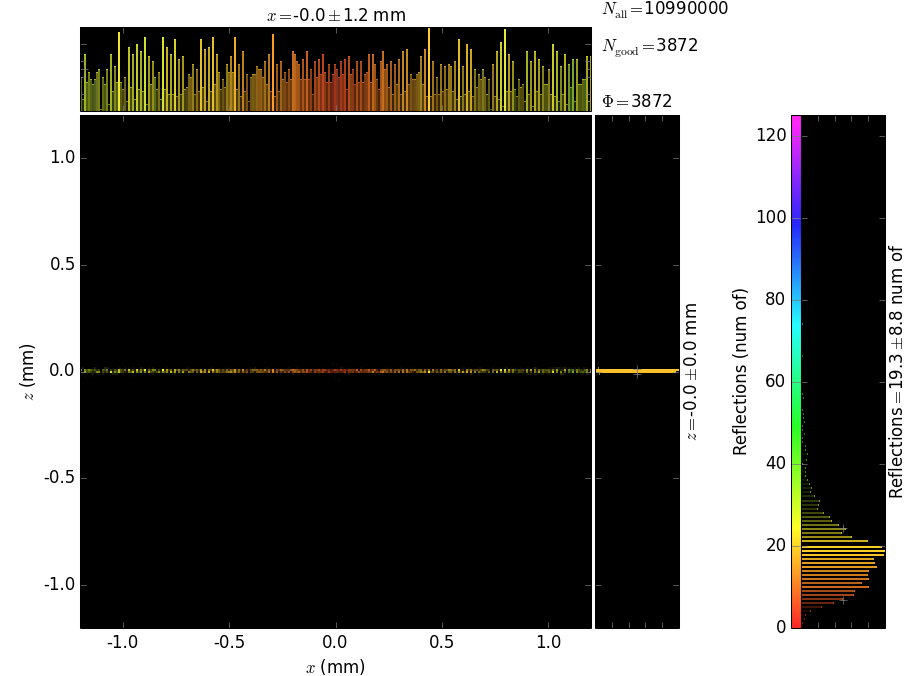 x=-0.0±1.2 mm
N_all=10990000
N_good=3872
Φ=3872
1.0
0.5
0.0
-0.5
-1.0
z (mm)
-1.0
-0.5
0.0
0.5
1.0
x (mm)
z=-0.0±0.0 mm
Reflections (num of)
120
100
80
60
40
20
0
Reflections=19.3±8.8 num of